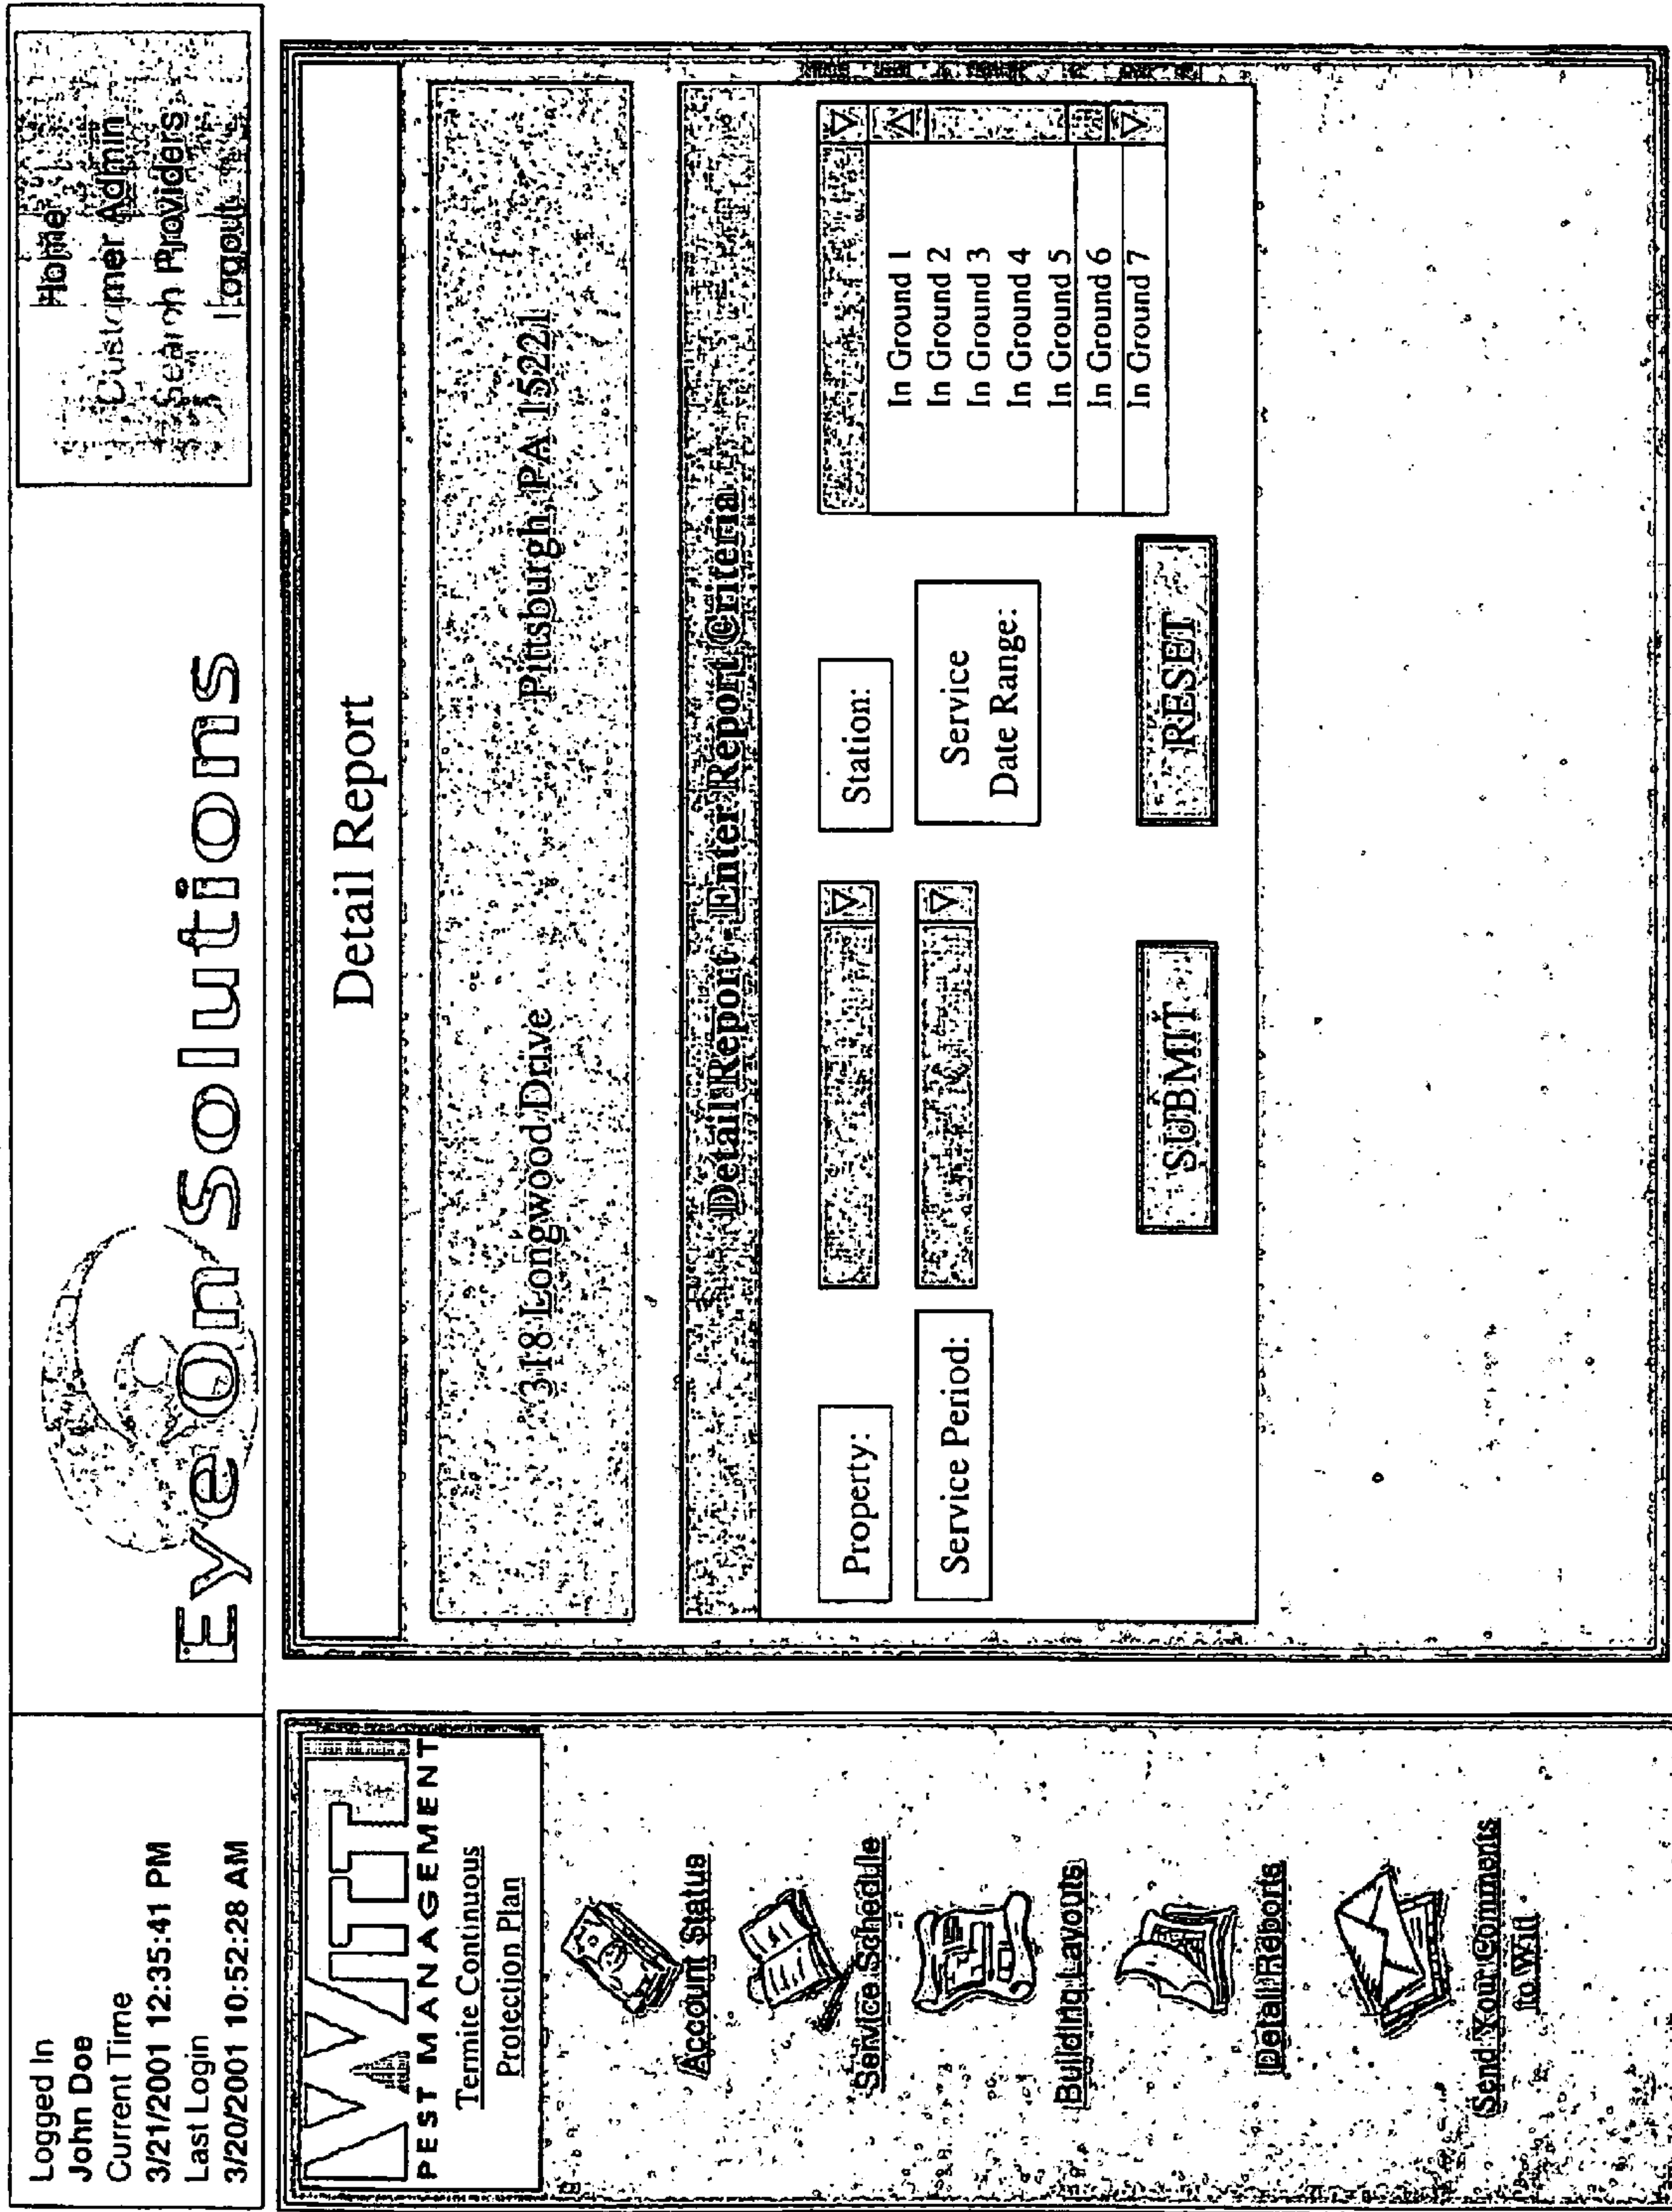 Logged In
John Doe
Current Time
3/21/2001 12:35:41 PM
Last Login
3/20/2001 10:52:28 AM
Eye On Solutions
Home
Customer Admin
Search Providers
Logout
WITT
PEST MANAGEMENT
Termite Continuous
Protection Plan
Account Status
Service Schedule
Building Layouts
Detail Reports
Send Your Comments
to Witt
Detail Report
318 Longwood Drive Pittsburgh, PA 15221
Detail Report - Enter Report Criteria
Property: Station:
In Ground 1
In Ground 2
In Ground 3
In Ground 4
In Ground 5
In Ground 6
In Ground 7
Service Period: Service
Date Range:
SUBMIT RESET